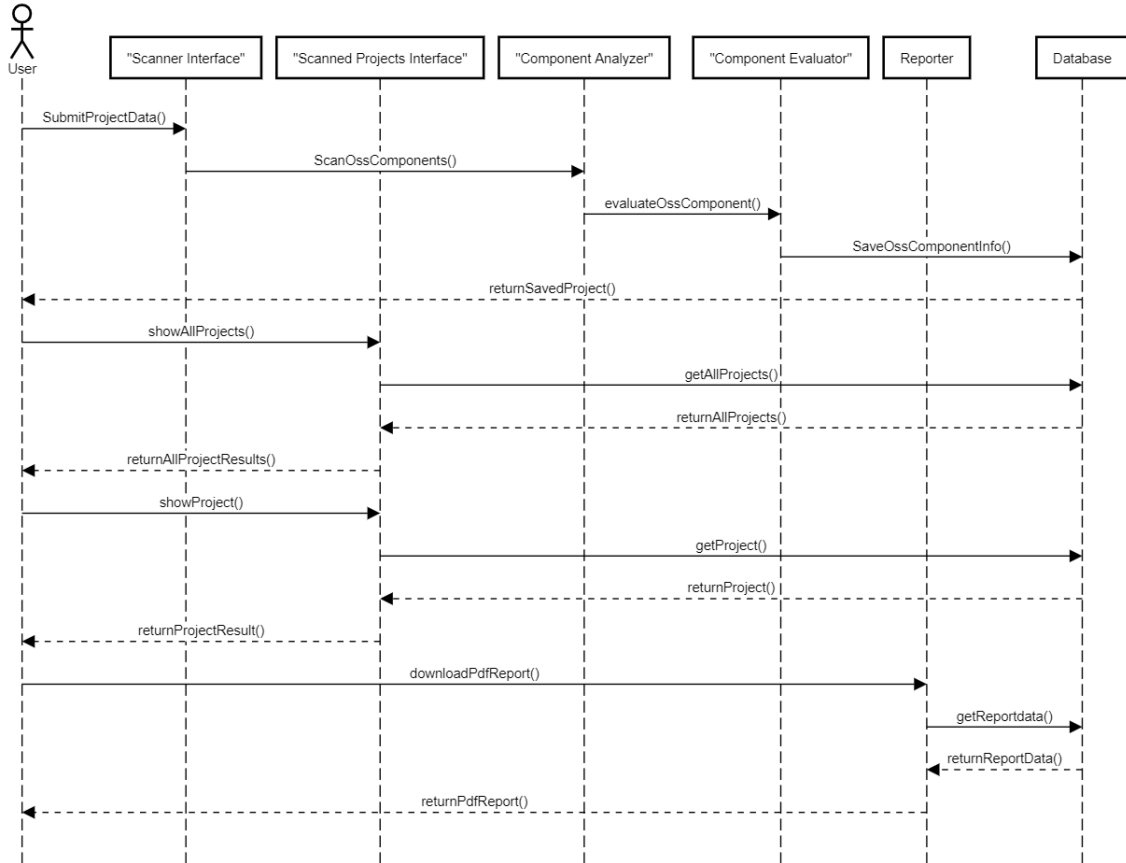 User
"Scanner Interface"
"Scanned Projects Interface"
"Component Analyzer"
"Component Evaluator"
Reporter
Database
SubmitProjectData()
ScanOssComponents()
evaluateOssComponent()
SaveOssComponentInfo()
returnSavedProject()
showAllProjects()
getAllProjects()
returnAllProjects()
returnAllProjectResults()
showProject()
getProject()
returnProject()
returnProjectResult()
downloadPdfReport()
getReportdata()
returnReportData()
returnPdfReport()